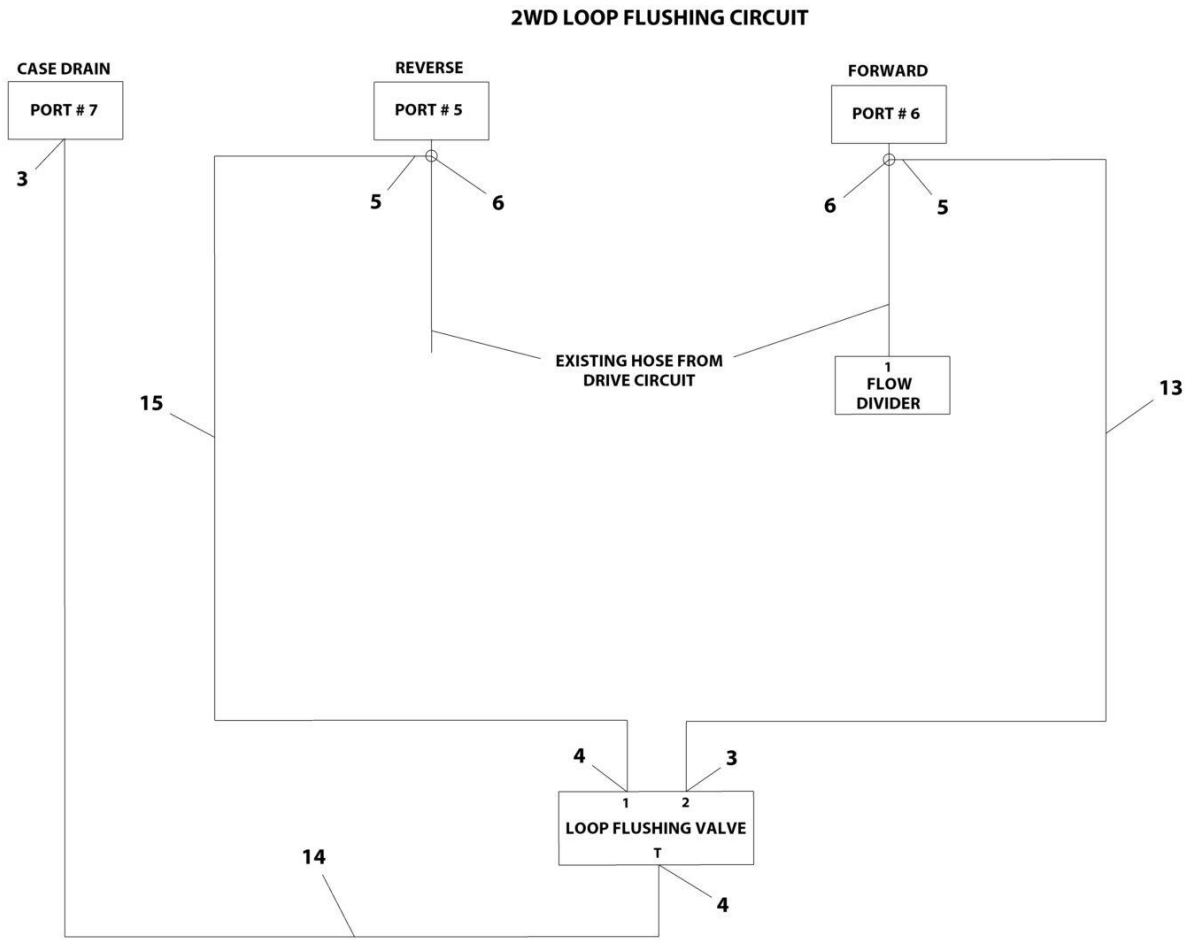 2WD LOOP FLUSHING CIRCUIT
CASE DRAIN
REVERSE
FORWARD
PORT # 7
PORT # 5
PORT # 6
3
5
6
6
5
EXISTING HOSE FROM
DRIVE CIRCUIT
1
FLOW
DIVIDER
15
13
4
3
1
2
LOOP FLUSHING VALVE
T
14
4